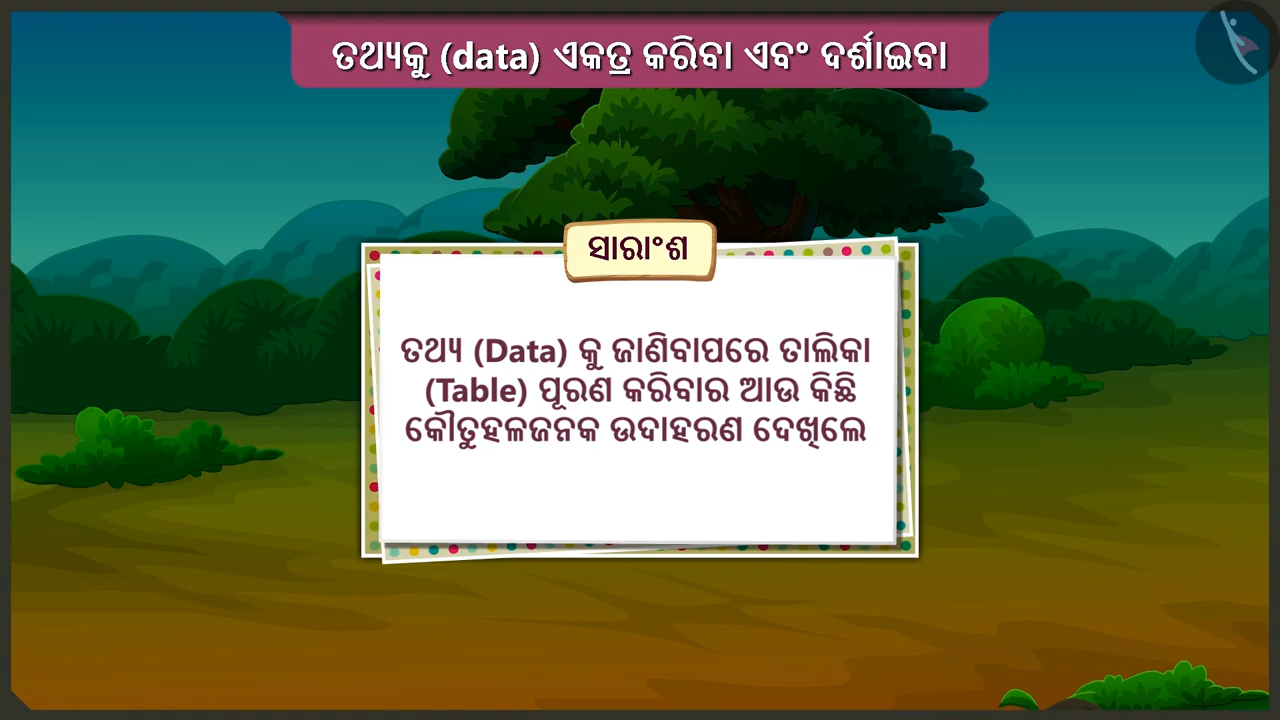 ତଥ୍ୟକୁ (data) ଏକତ୍ର କରିବା ଏବଂ ଦର୍ଶାଇବା
ସାରାଂଶ
ତଥ୍ୟ (Data) କୁ ଜାଣିବାପରେ ତାଲିକା
(Table) ପୂରଣ କରିବାର ଆଉ କିଛି
କୌତୁହଳଜନକ ଉଦାହରଣ ଦେଖିଲେ